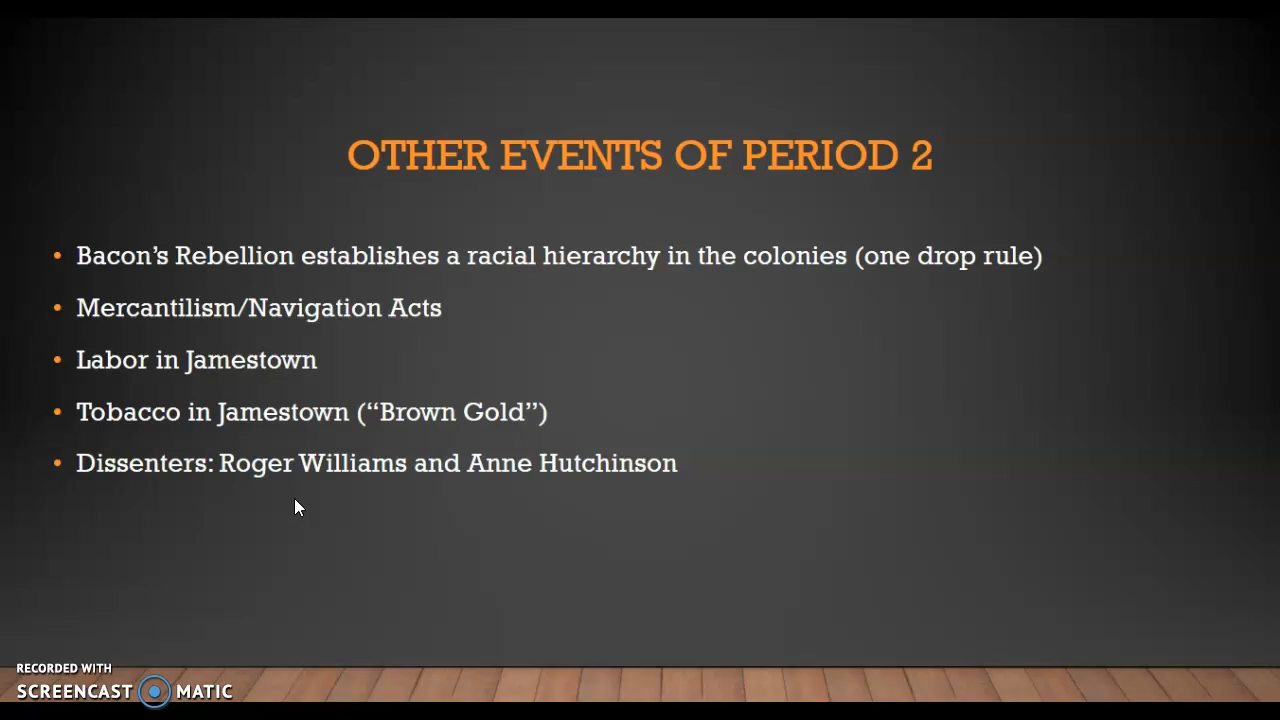 OTHER EVENTS OF PERIOD 2
• Bacon’s Rebellion establishes a racial hierarchy in the colonies (one drop rule)
• Mercantilism/Navigation Acts
• Labor in Jamestown
• Tobacco in Jamestown (“Brown Gold”)
• Dissenters: Roger Williams and Anne Hutchinson
RECORDED WITH
SCREENCAST MATIC